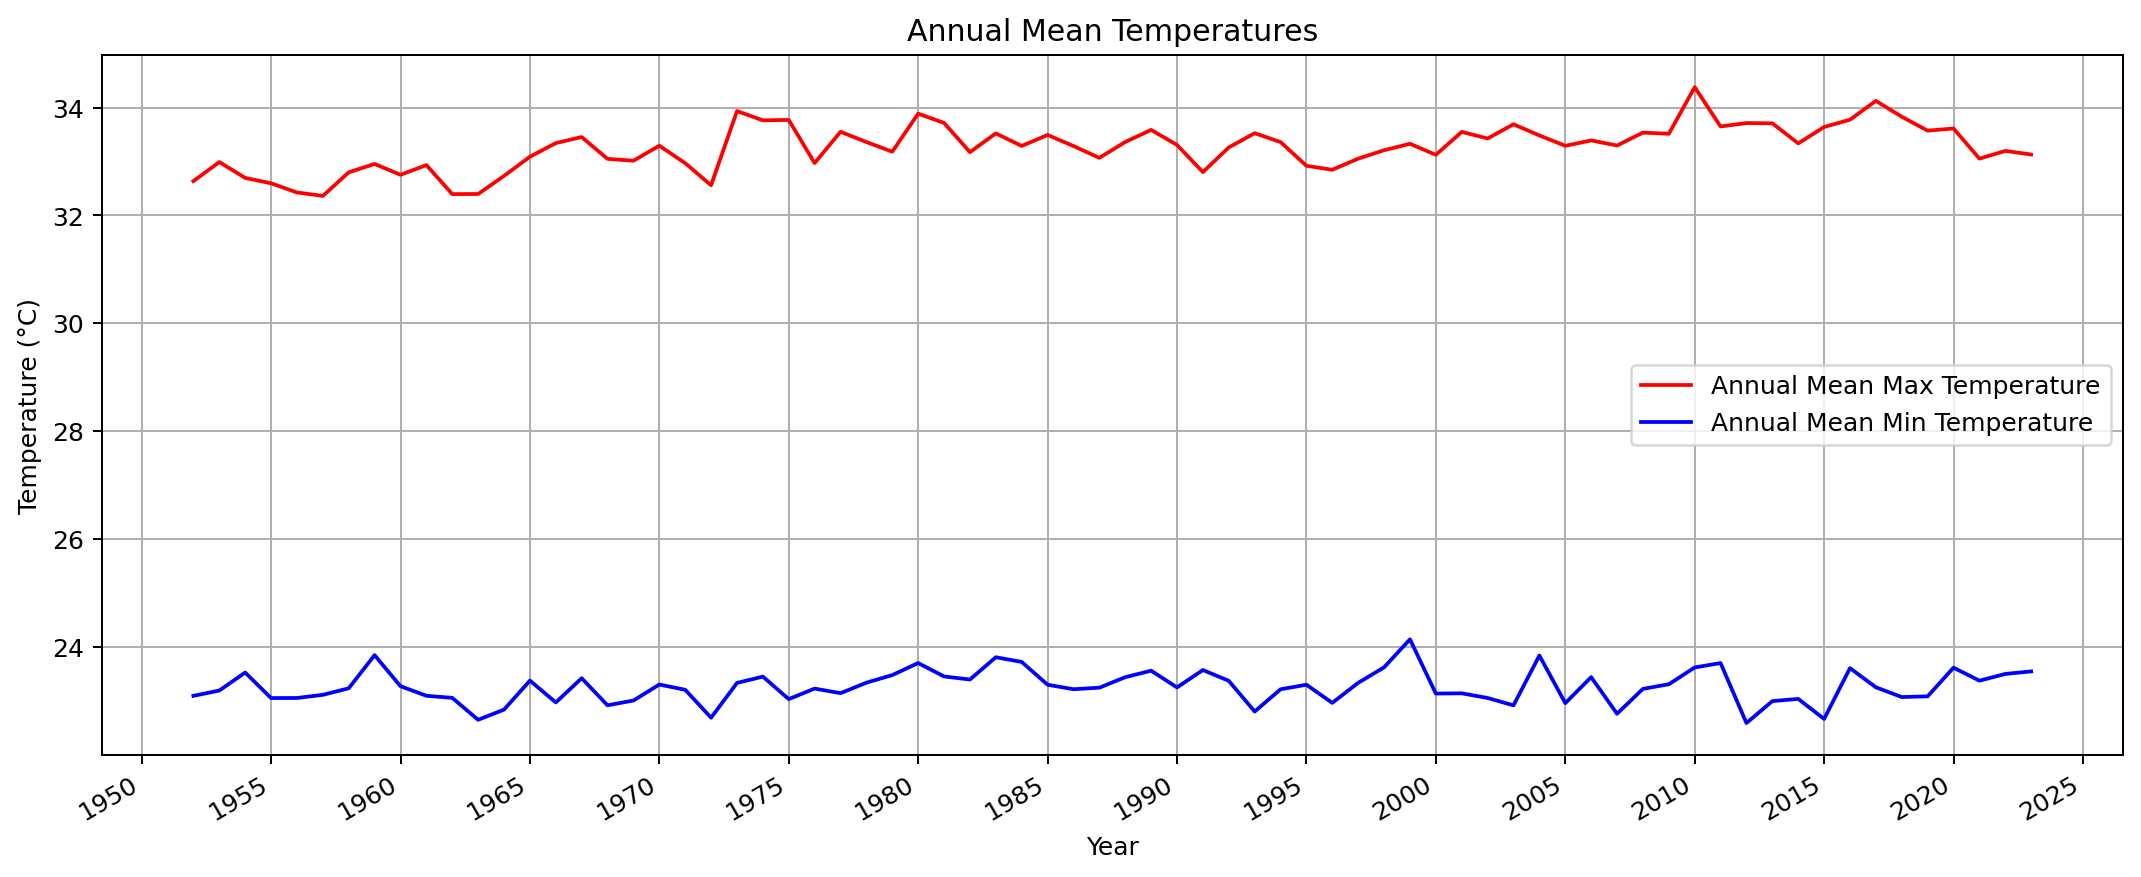 Annual Mean Temperatures
34
32
30
28
26
24
Temperature (°C)
Annual Mean Max Temperature
Annual Mean Min Temperature
1950 1955 1960 1965 1970 1975 1980 1985 1990 1995 2000 2005 2010 2015 2020 2025
Year